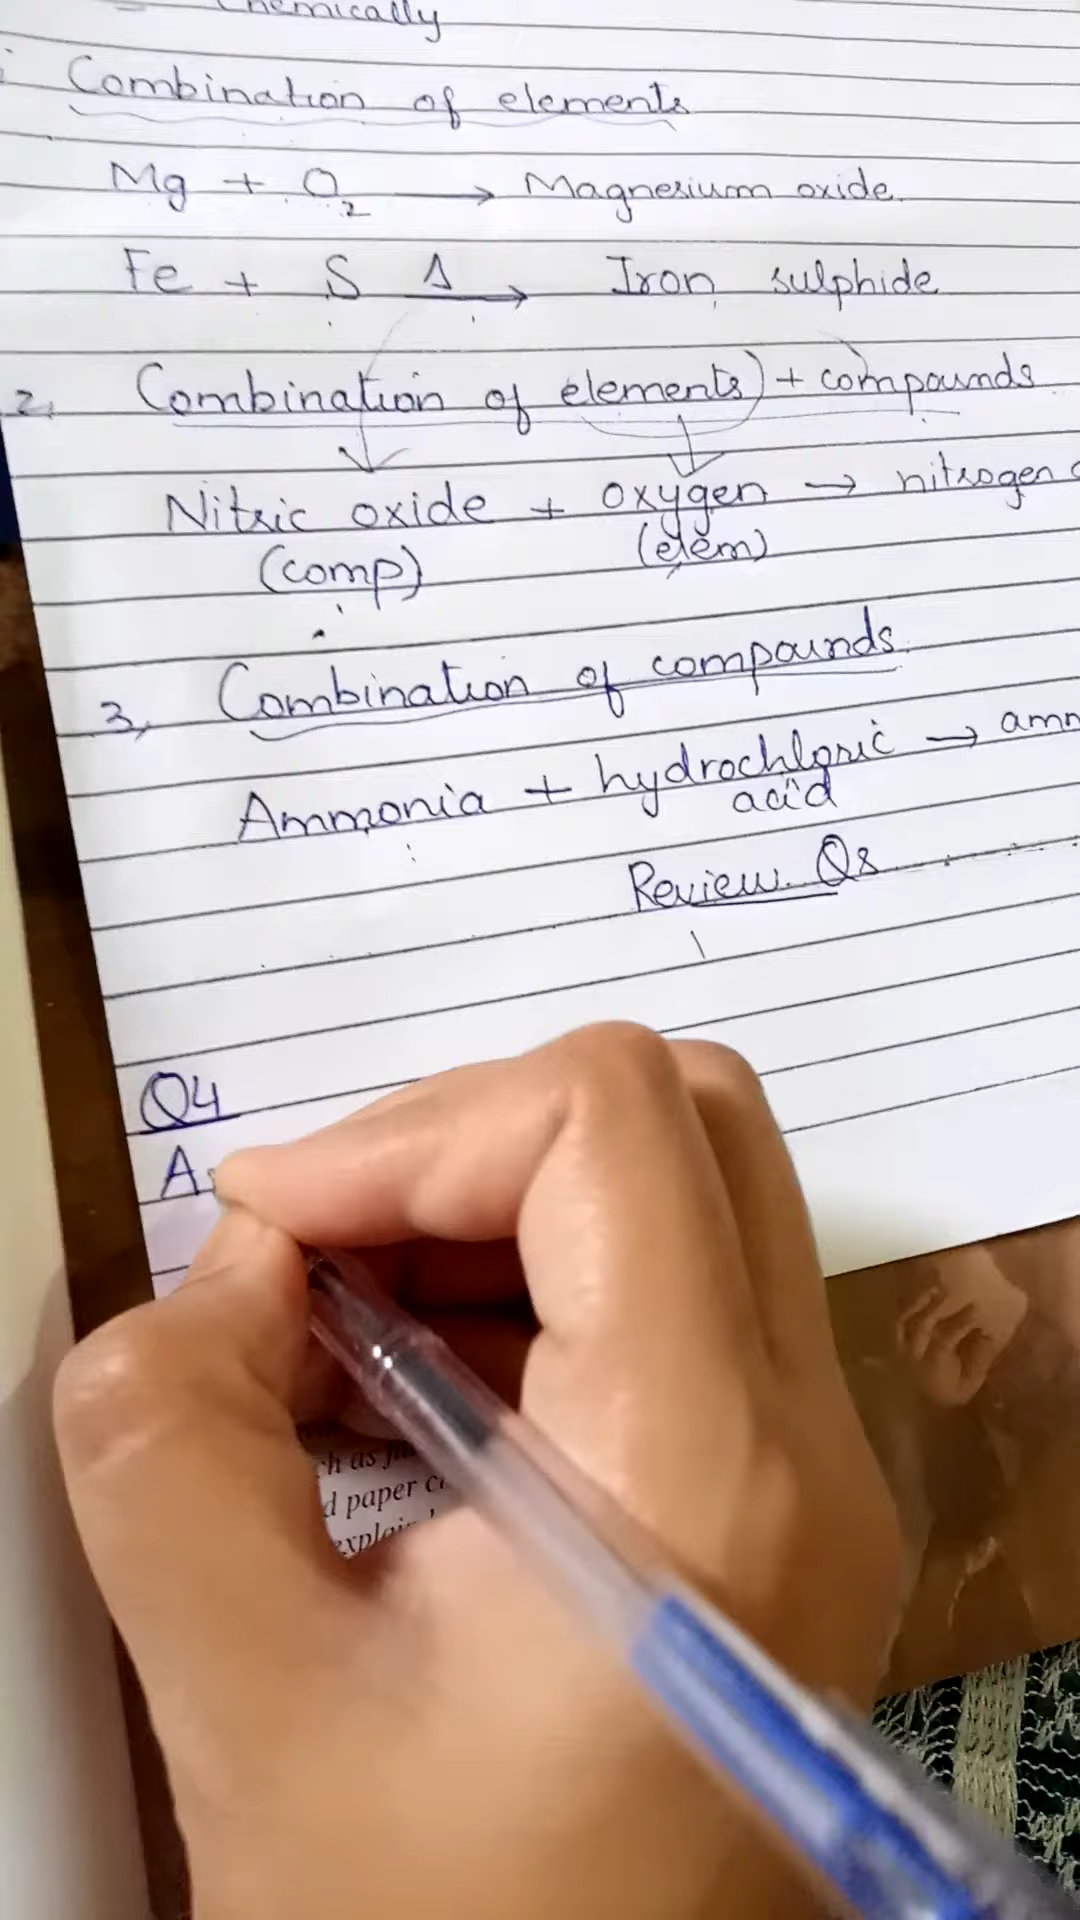 Chemically
Combination of elements
Mg + O2 → Magnesium oxide.
Fe + S Δ→ Iron sulphide
2, Combination of elements) + compounds
Nitric oxide + oxygen → nitrogen
(comp) (elem)
3, Combination of compounds.
Ammonia + hydrochloric →
acid
Review Qs
Q4
paper